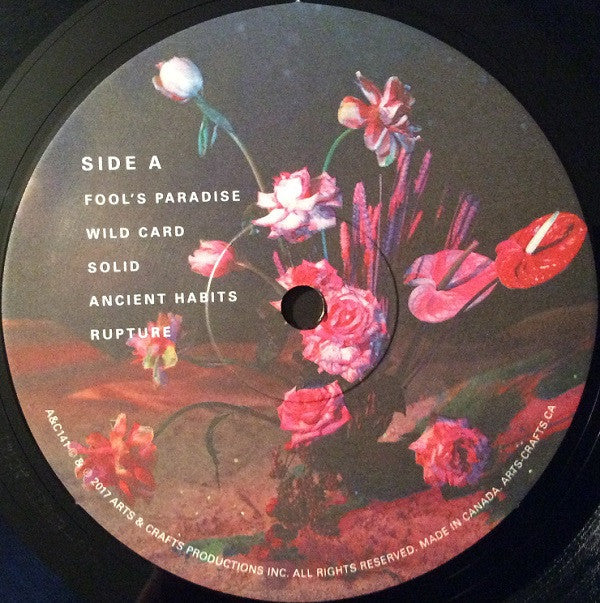 SIDE A
FOOL'S PARADISE
WILD CARD
SOLID
ANCIENT HABITS
RUPTURE
A&C141 © & ℗ 2017 ARTS & CRAFTS PRODUCTIONS INC. ALL RIGHTS RESERVED. MADE IN CANADA. ARTS-CRAFTS.CA